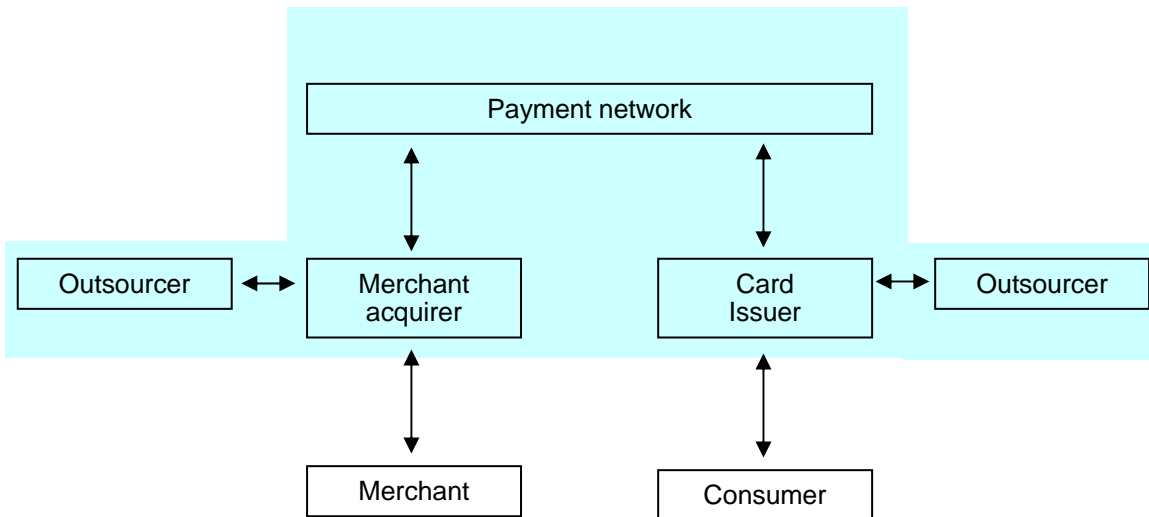 Payment network
Outsourcer
Merchant
acquirer
Card
Issuer
Outsourcer
Merchant
Consumer